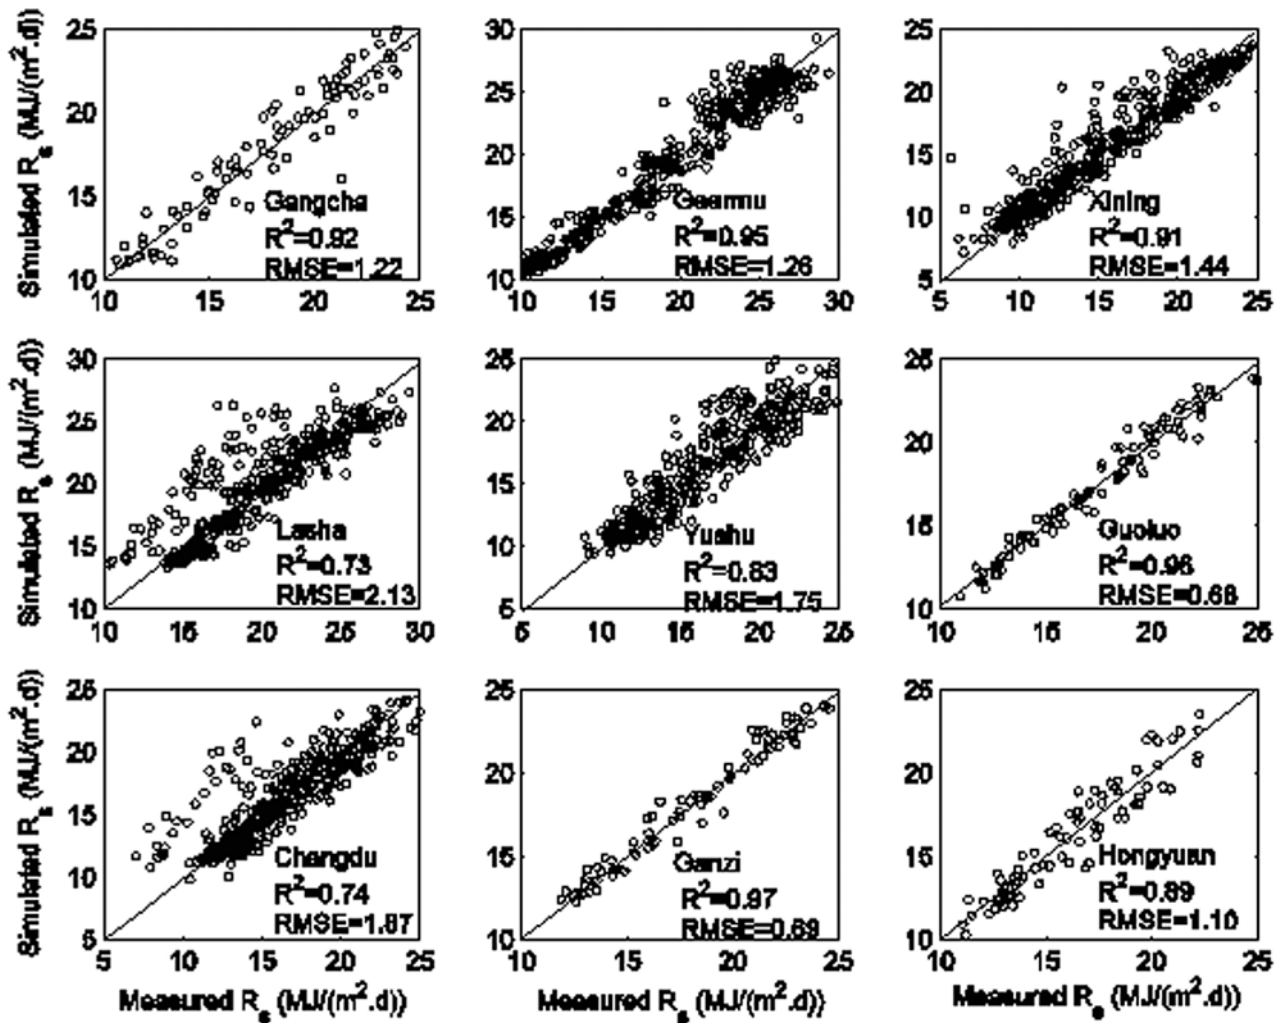 Simulated Rs (MJ/(m2.d))
25
20
15
10
10 15 20 25
Gangcha
R2=0.92
RMSE=1.22
30
25
20
15
10
10 15 20 25 30
R2=0.95
RMSE=1.26
25
20
15
10
5
5 10 15 20 25
Xining
R2=0.91
RMSE=1.44
Simulated Rs (MJ/(m2.d))
30
25
20
15
10
10 15 20 25 30
Lasha
R2=0.73
RMSE=2.13
25
20
15
10
5
5 10 15 20 25
Yushu
R2=0.83
RMSE=1.75
25
20
15
10
10 15 20 25
Guoluo
RMSE=0.68
Simulated Rs (MJ/(m2.d))
25
20
15
10
5
5 10 15 20 25
Changdu
R2=0.74
RMSE=1.87
Measured Rs (MJ/(m2.d))
25
20
15
10
10 15 20 25
Ganzi
R2=0.97
RMSE=0.69
Measured Rs (MJ/(m2.d))
25
20
15
10
10 15 20 25
Hongyuan
R2=0.89
RMSE=1.10
Measured Rs (MJ/(m2.d))